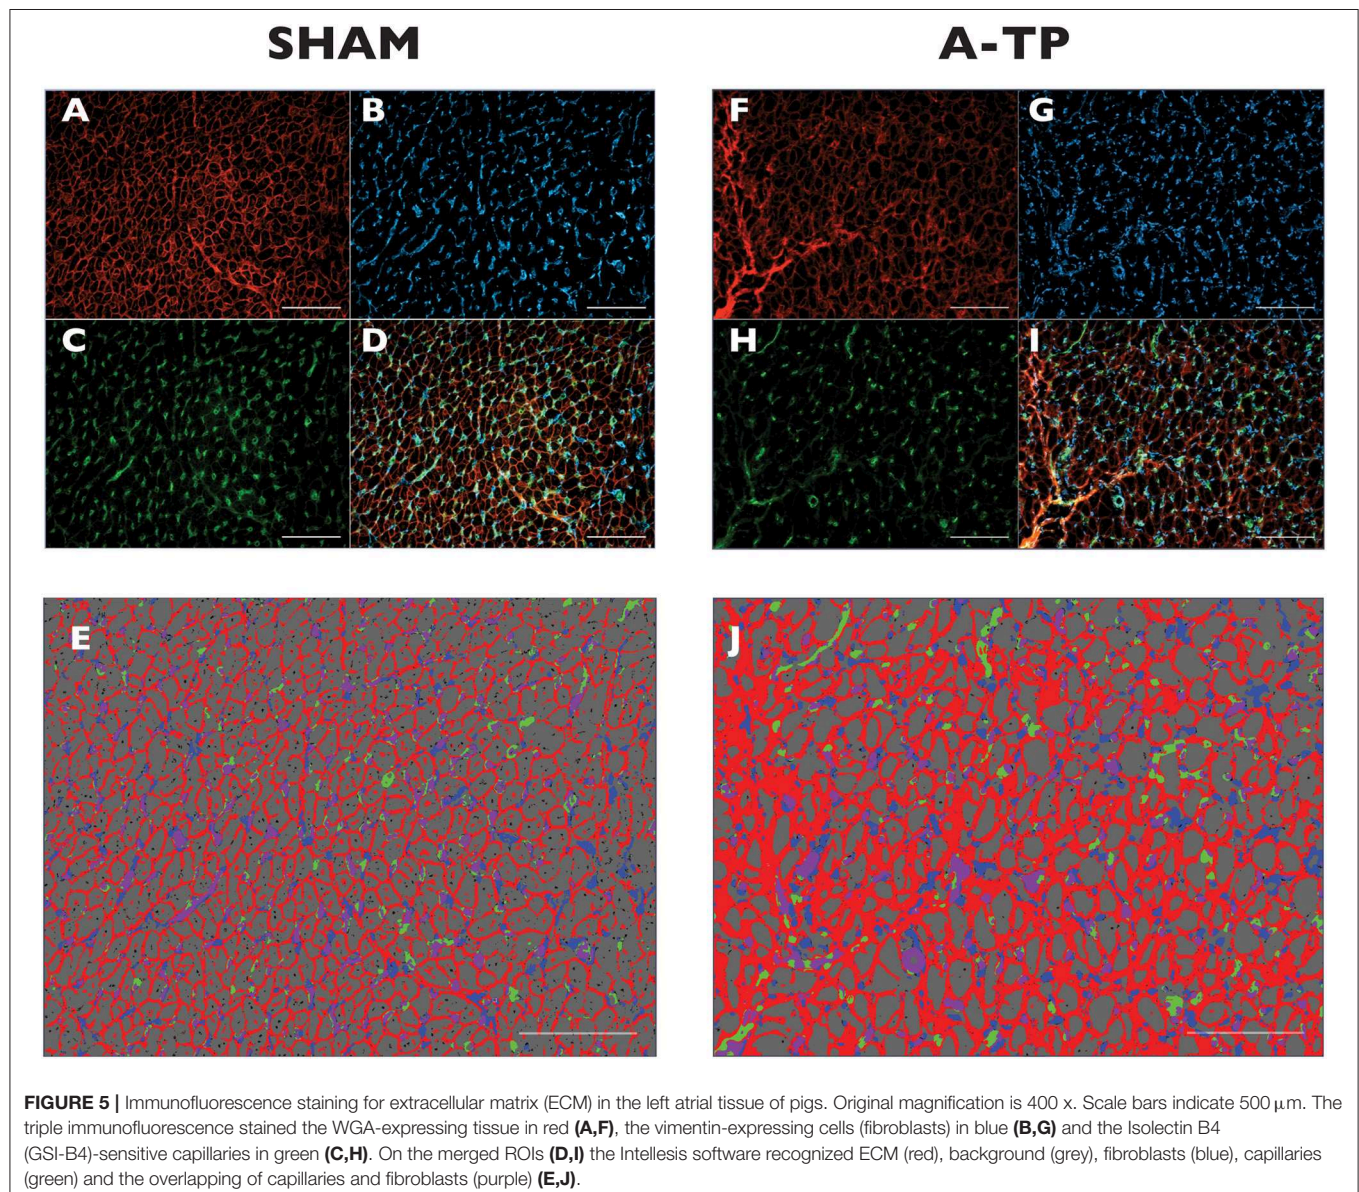 SHAM
A-TP
A
B
F
G
C
D
H
I
E
J
FIGURE 5 | Immunofluorescence staining for extracellular matrix (ECM) in the left atrial tissue of pigs. Original magnification is 400 x. Scale bars indicate 500 μm. The
triple immunofluorescence stained the WGA-expressing tissue in red (A,F), the vimentin-expressing cells (fibroblasts) in blue (B,G) and the Isolectin B4
(GSI-B4)-sensitive capillaries in green (C,H). On the merged ROIs (D,I) the Intellesis software recognized ECM (red), background (grey), fibroblasts (blue), capillaries
(green) and the overlapping of capillaries and fibroblasts (purple) (E,J).